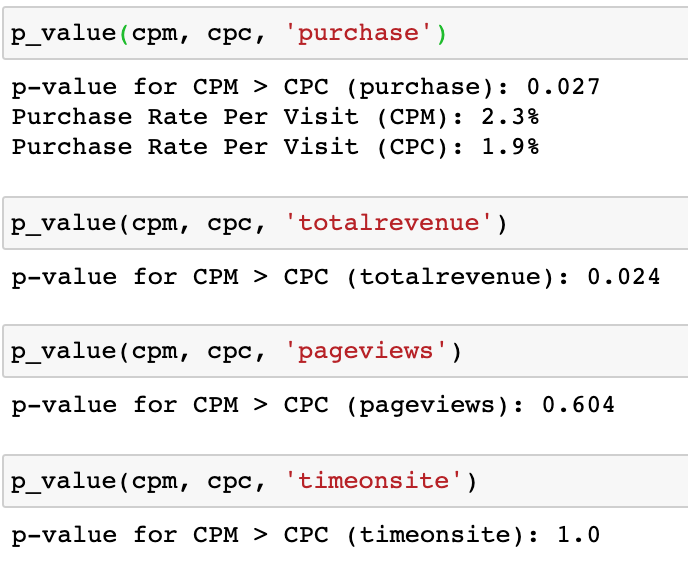 p_value(cpm, cpc, 'purchase')
p-value for CPM > CPC (purchase): 0.027
Purchase Rate Per Visit (CPM): 2.3%
Purchase Rate Per Visit (CPC): 1.9%
p_value(cpm, cpc, 'totalrevenue')
p-value for CPM > CPC (totalrevenue): 0.024
p_value(cpm, cpc, 'pageviews')
p-value for CPM > CPC (pageviews): 0.604
p_value(cpm, cpc, 'timeonsite')
p-value for CPM > CPC (timeonsite): 1.0